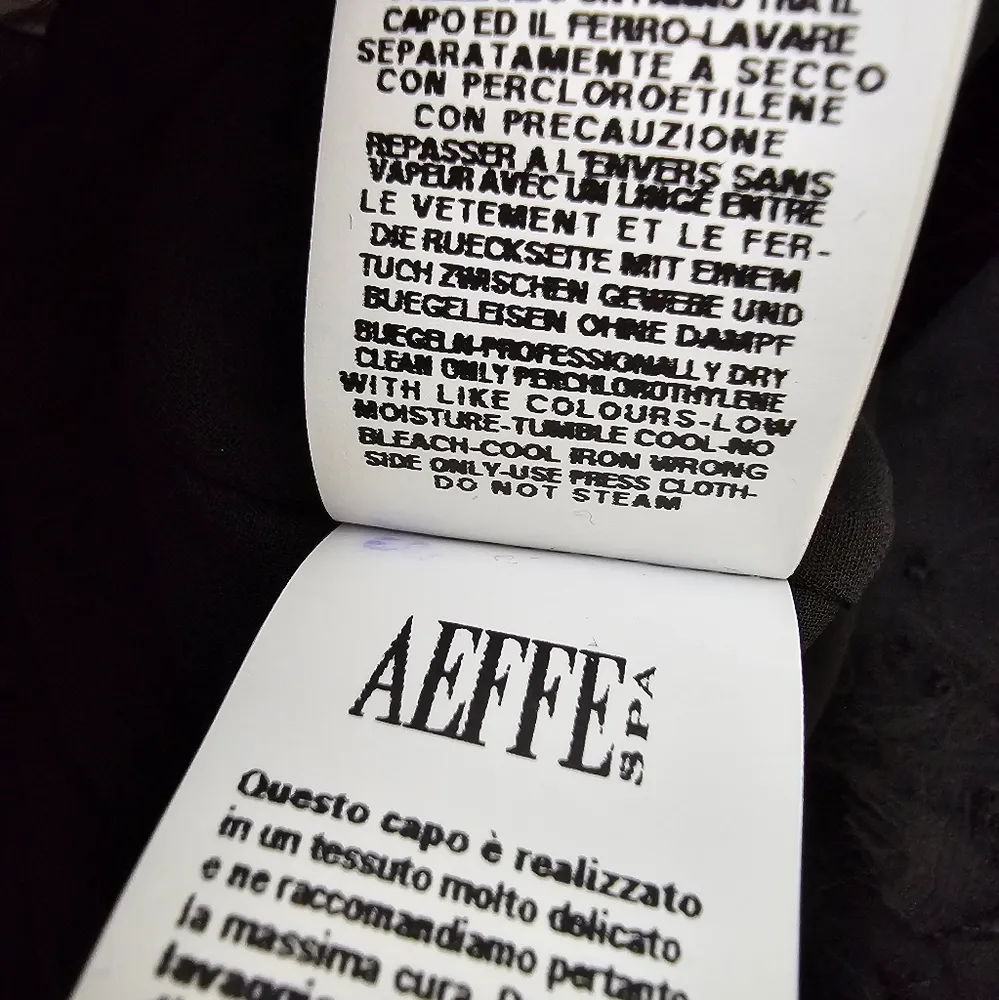 TRA IL
CAPO ED IL FERRO-LAVARE
SEPARATAMENTE A SECCO
CON PERCLOROETILENE
CON PRECAUZIONE
REPASSER A L'ENVERS SANS
VAPEUR AVEC UN LINGE ENTRE
LE VETEMENT ET LE FER-
DIE RUECKSEITE MIT EINEM
TUCH ZWISCHEN GEWEBE UND
BUEGELEISEN OHNE DAMPF
BUEGELN-PROFESSIONALLY DRY
CLEAN ONLY PERCHLOROTHYLENE
WITH LIKE COLOURS-LOW
MOISTURE-TUMBLE COOL-NO
BLEACH-COOL IRON WRONG
SIDE ONLY-USE PRESS CLOTH-
DO NOT STEAM
AEFFE SPA
Questo capo è realizzato
in un tessuto molto delicato
e ne raccomandiamo pertanto
la massima cura.